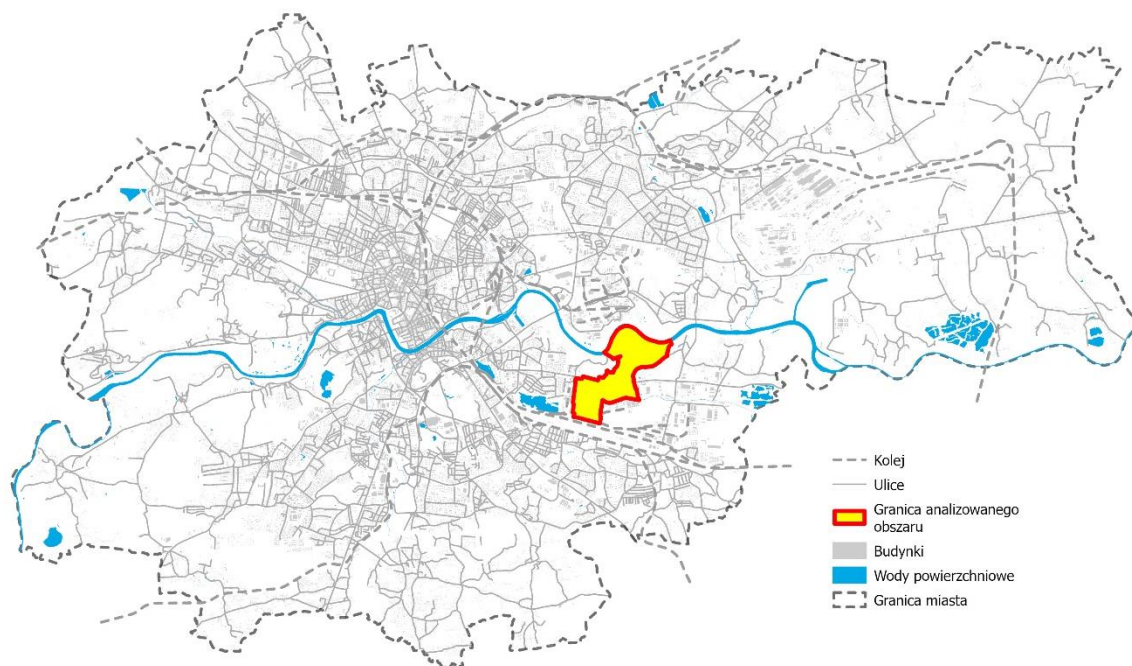 Kolej
Ulice
Granica analizowanego
obszaru
Budynki
Wody powierzchniowe
Granica miasta